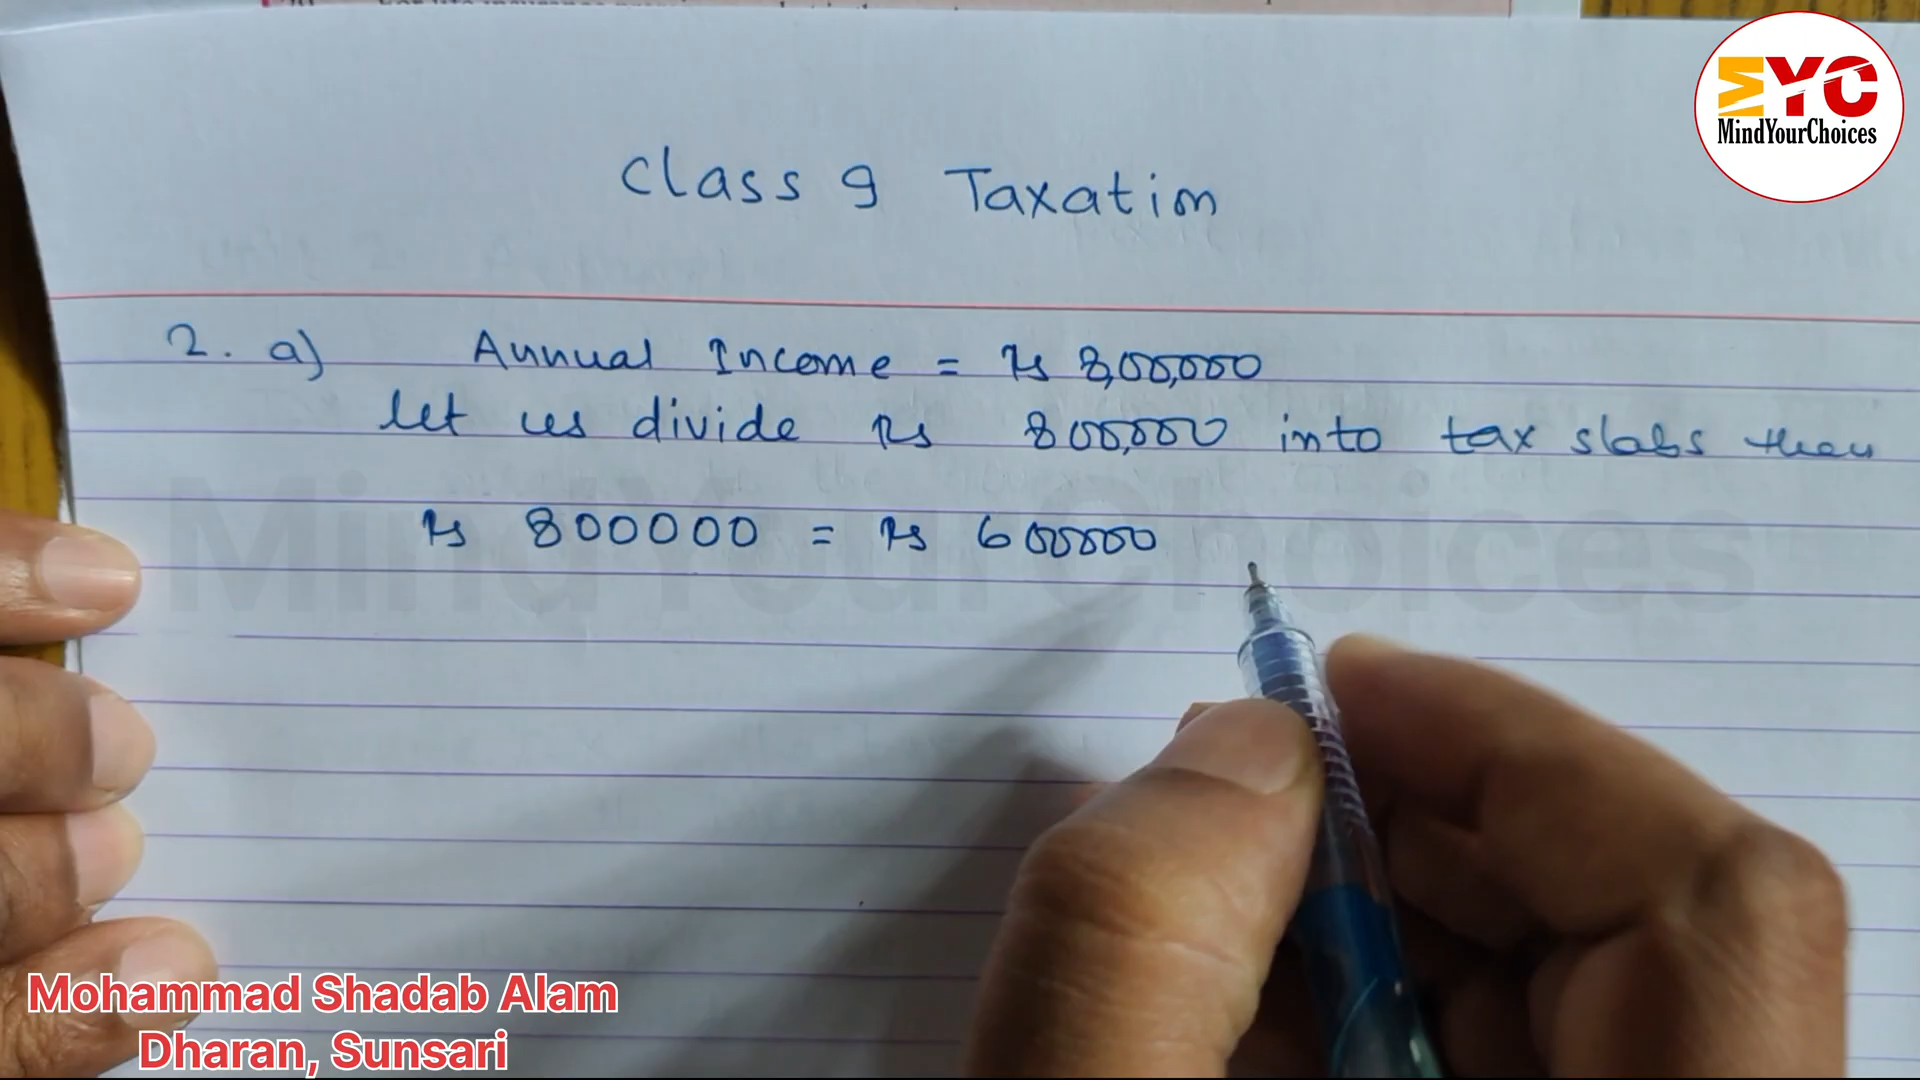 MYC
MindYourChoices
Class 9 Taxation
2. a) Annual Income = Rs 8,00,000
let us divide Rs 800,000 into tax slabs then
Rs 800000 = Rs 600000
MindYourChoices
Mohammad Shadab Alam
Dharan, Sunsari